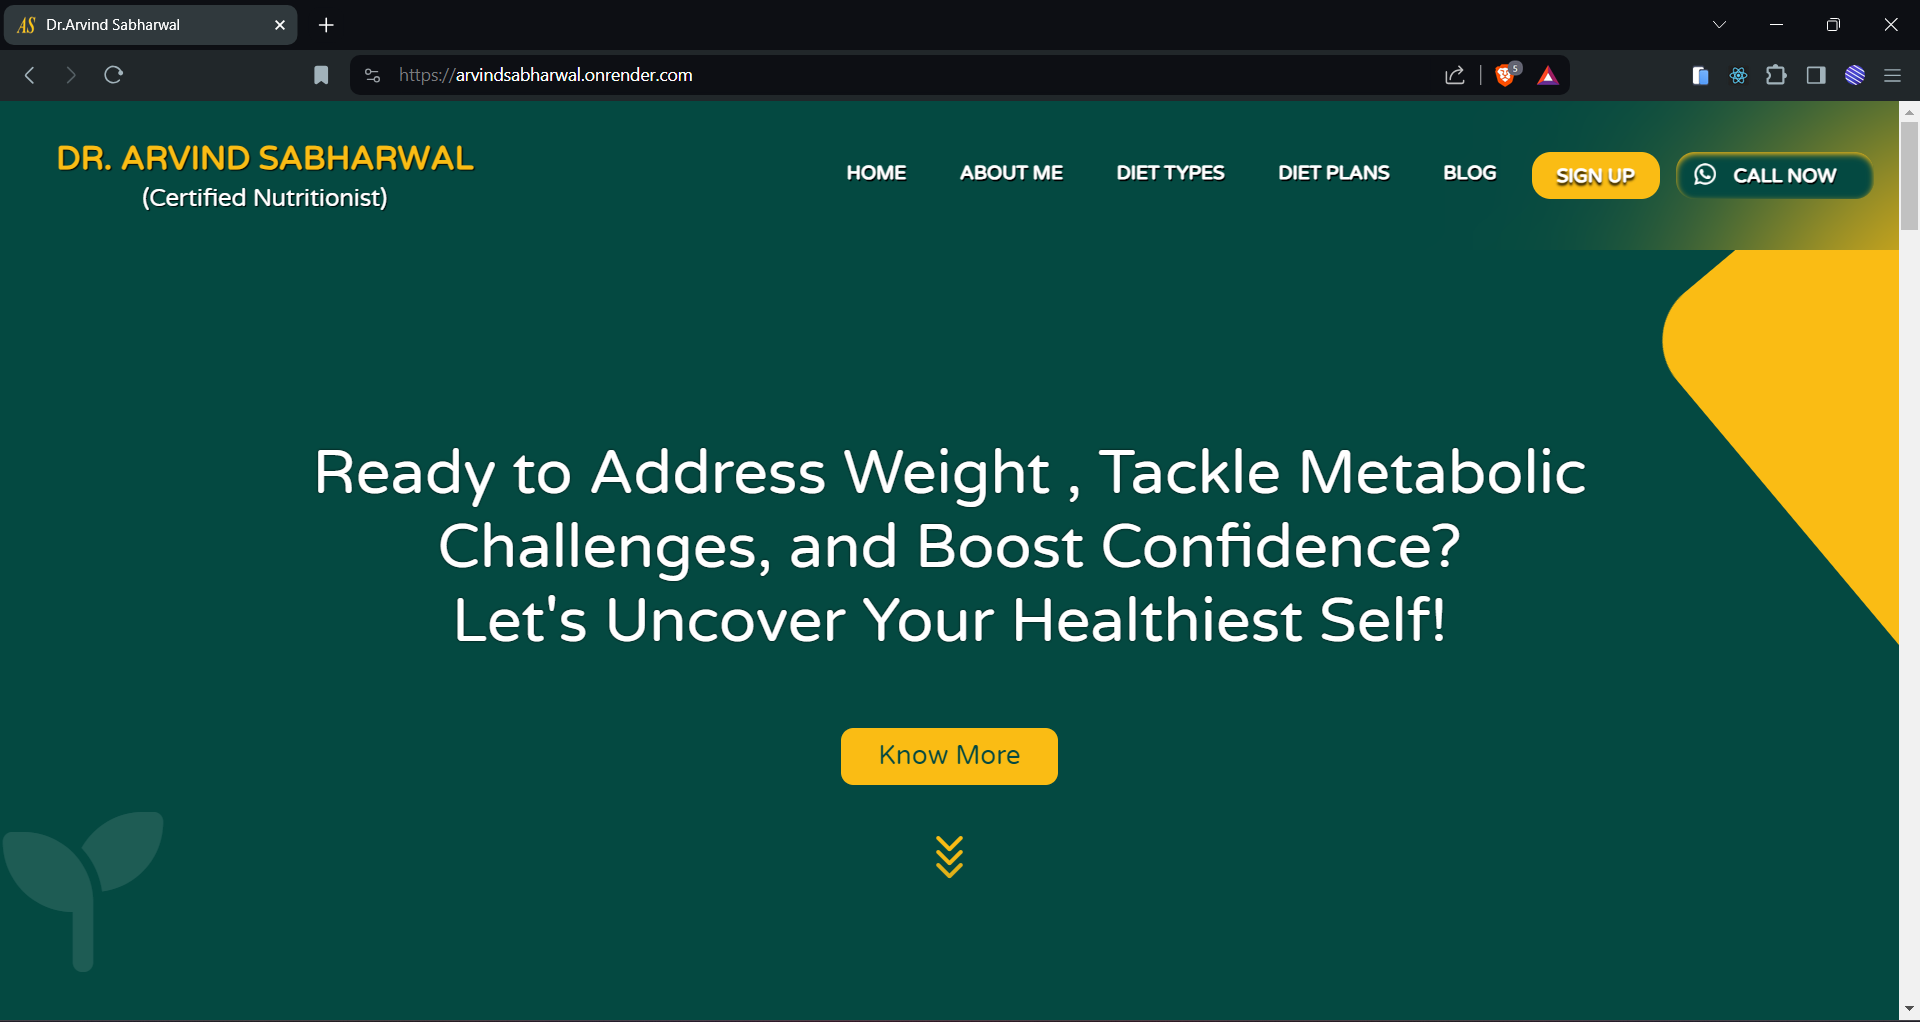 AS Dr.Arvind Sabharwal
https://arvindsabharwal.onrender.com
5
DR. ARVIND SABHARWAL
(Certified Nutritionist)
HOME ABOUT ME DIET TYPES DIET PLANS BLOG SIGN UP CALL NOW
Ready to Address Weight , Tackle Metabolic
Challenges, and Boost Confidence?
Let's Uncover Your Healthiest Self!
Know More